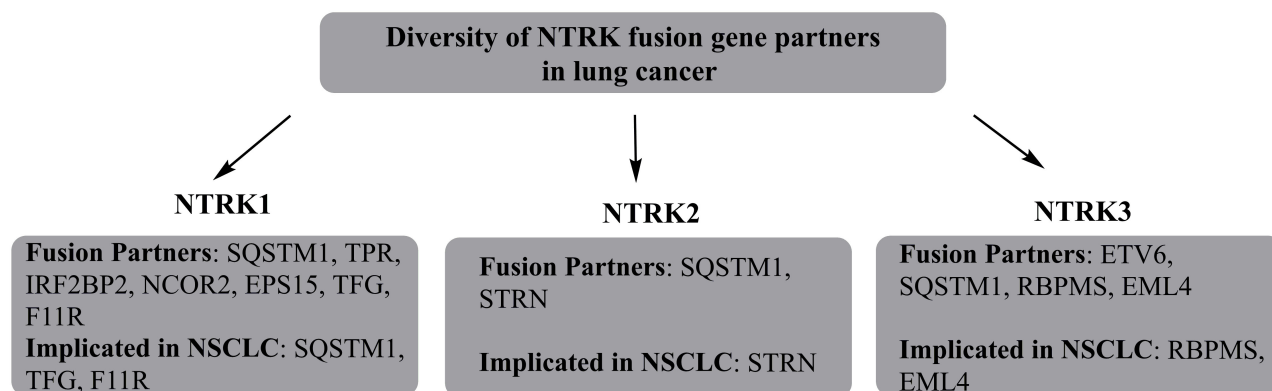 Diversity of NTRK fusion gene partners
in lung cancer
NTRK1
Fusion Partners: SQSTM1, TPR,
IRF2BP2, NCOR2, EPS15, TFG,
F11R
Implicated in NSCLC: SQSTM1,
TFG, F11R
NTRK2
Fusion Partners: SQSTM1,
STRN
Implicated in NSCLC: STRN
NTRK3
Fusion Partners: ETV6,
SQSTM1, RBPMS, EML4
Implicated in NSCLC: RBPMS,
EML4